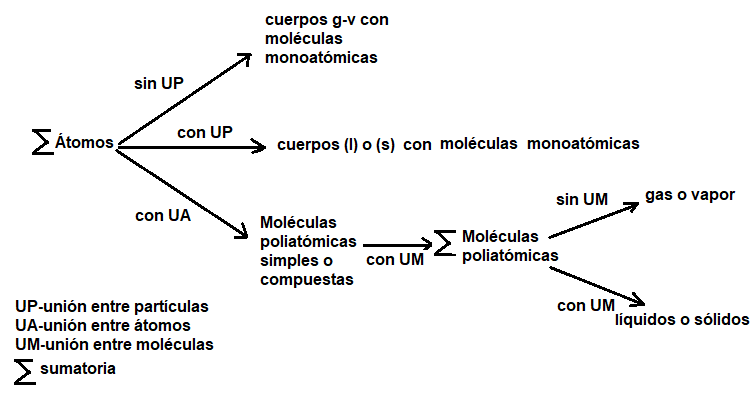 cuerpos g-v con
moléculas
monoatómicas
sin UP
∑ Átomos
con UP
cuerpos (l) o (s) con moléculas monoatómicas
con UA
Moléculas
poliatómicas
simples o
compuestas
con UM
∑ Moléculas
poliatómicas
sin UM
gas o vapor
con UM
líquidos o sólidos
UP-unión entre partículas
UA-unión entre átomos
UM-unión entre moléculas
∑ sumatoria